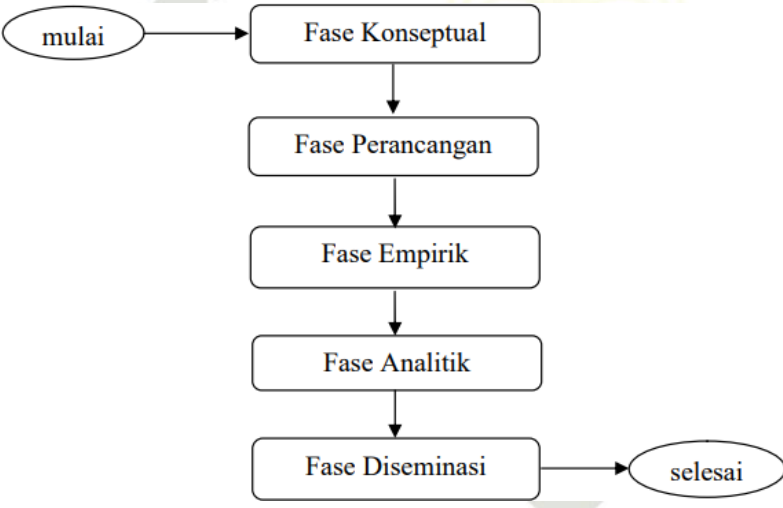 mulai
Fase Konseptual
Fase Perancangan
Fase Empirik
Fase Analitik
Fase Diseminasi
selesai